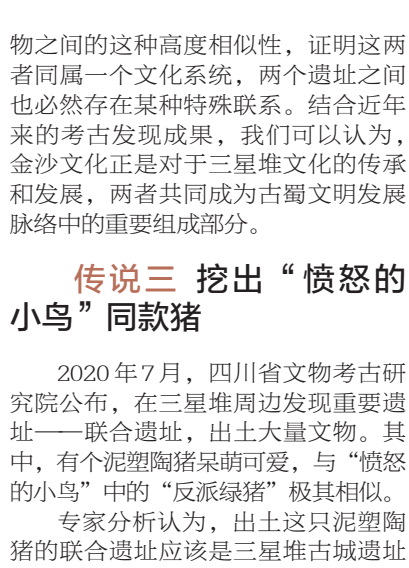 物之间的这种高度相似性，证明这两
者同属一个文化系统，两个遗址之间
也必然存在某种特殊联系。结合近年
来的考古发现成果，我们可以认为，
金沙文化正是对于三星堆文化的传承
和发展，两者共同成为古蜀文明发展
脉络中的重要组成部分。
传说三 挖出“愤怒的
小鸟”同款猪
2020年7月，四川省文物考古研
究院公布，在三星堆周边发现重要遗
址——联合遗址，出土大量文物。其
中，有个泥塑陶猪呆萌可爱，与“愤怒
的小鸟”中的“反派绿猪”极其相似。
专家分析认为，出土这只泥塑陶
猪的联合遗址应该是三星堆古城遗址